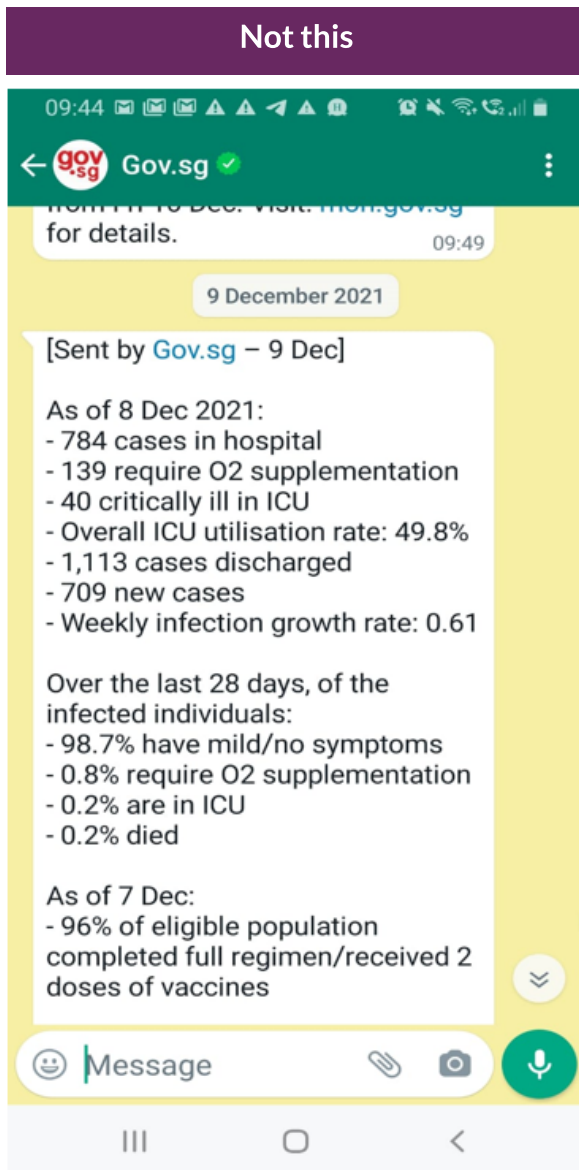 Not this
09:44
gov
.sg
Gov.sg
for details.
09:49
9 December 2021
[Sent by Gov.sg – 9 Dec]
As of 8 Dec 2021:
- 784 cases in hospital
- 139 require O2 supplementation
- 40 critically ill in ICU
- Overall ICU utilisation rate: 49.8%
- 1,113 cases discharged
- 709 new cases
- Weekly infection growth rate: 0.61
Over the last 28 days, of the
infected individuals:
- 98.7% have mild/no symptoms
- 0.8% require O2 supplementation
- 0.2% are in ICU
- 0.2% died
As of 7 Dec:
- 96% of eligible population
completed full regimen/received 2
doses of vaccines
Message